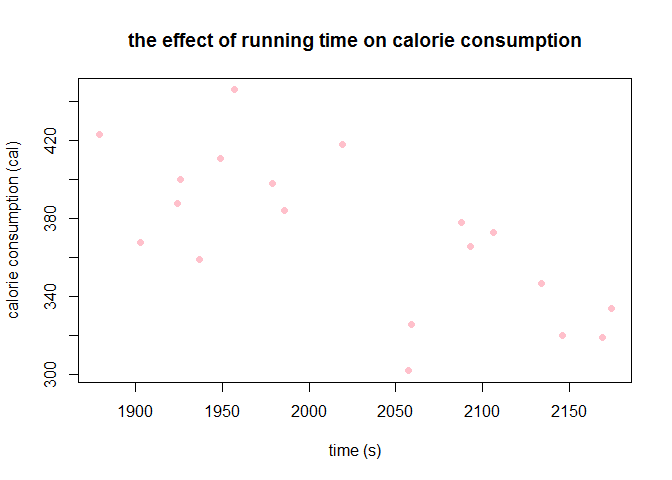 the effect of running time on calorie consumption
calorie consumption (cal)
420
380
340
300
1900 1950 2000 2050 2100 2150
time (s)